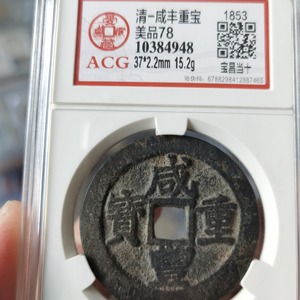 清-咸丰重宝
美品78
10384948
37*2.2mm 15.2g
ACG
1853
宝昌当十
咸
寶 重
豐